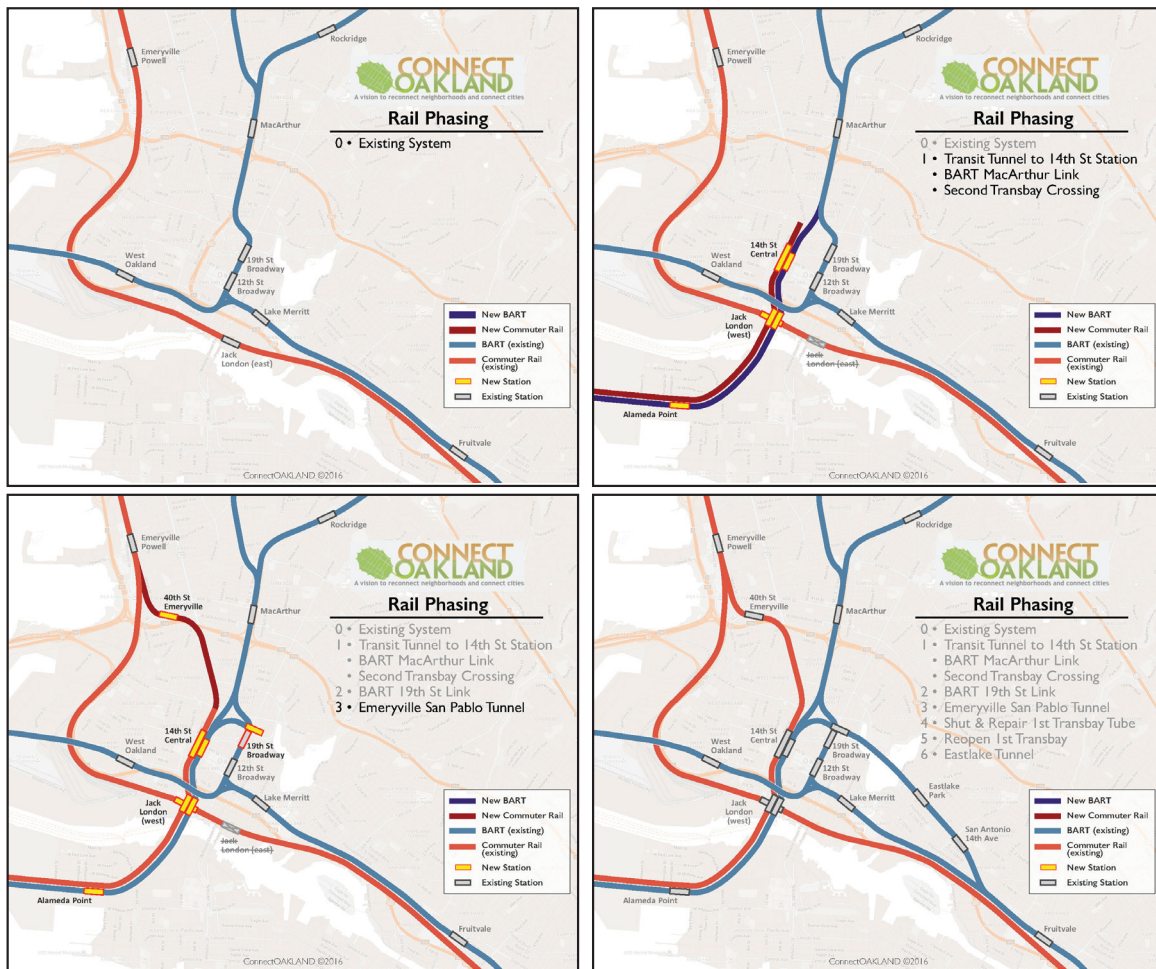 Emeryville
Powell
Rockridge
CONNECT
OAKLAND
A vision to reconnect neighborhoods and connect cities
Rail Phasing
0 • Existing System
MacArthur
West
Oakland
19th St
Broadway
12th St
Broadway
Lake Merritt
Jack
London (east)
Fruitvale
New BART
New Commuter Rail
BART (existing)
Commuter Rail
(existing)
New Station
Existing Station
ConnectOAKLAND ©2016
Emeryville
Powell
Rockridge
CONNECT
OAKLAND
A vision to reconnect neighborhoods and connect cities
Rail Phasing
0 • Existing System
1 • Transit Tunnel to 14th St Station
• BART MacArthur Link
• Second Transbay Crossing
MacArthur
14th St
Central
West
Oakland
19th St
Broadway
12th St
Broadway
Lake Merritt
Jack
London
(west)
Jack
London (east)
Alameda Point
Fruitvale
New BART
New Commuter Rail
BART (existing)
Commuter Rail
(existing)
New Station
Existing Station
ConnectOAKLAND ©2016
Emeryville
Powell
Rockridge
CONNECT
OAKLAND
A vision to reconnect neighborhoods and connect cities
Rail Phasing
0 • Existing System
1 • Transit Tunnel to 14th St Station
• BART MacArthur Link
• Second Transbay Crossing
2 • BART 19th St Link
3 • Emeryville San Pablo Tunnel
40th St
Emeryville
MacArthur
14th St
Central
West
Oakland
19th St
Broadway
12th St
Broadway
Lake Merritt
Jack
London
(west)
Jack
London (east)
Alameda Point
Fruitvale
New BART
New Commuter Rail
BART (existing)
Commuter Rail
(existing)
New Station
Existing Station
ConnectOAKLAND ©2016
Emeryville
Powell
Rockridge
CONNECT
OAKLAND
A vision to reconnect neighborhoods and connect cities
Rail Phasing
0 • Existing System
1 • Transit Tunnel to 14th St Station
• BART MacArthur Link
• Second Transbay Crossing
2 • BART 19th St Link
3 • Emeryville San Pablo Tunnel
4 • Shut & Repair 1st Transbay Tube
5 • Reopen 1st Transbay
6 • Eastlake Tunnel
40th St
Emeryville
MacArthur
14th St
Central
West
Oakland
19th St
Broadway
12th St
Broadway
Lake Merritt
Eastlake
Park
San Antonio
14th Ave
Jack
London
(west)
Alameda Point
Fruitvale
New BART
New Commuter Rail
BART (existing)
Commuter Rail
(existing)
New Station
Existing Station
ConnectOAKLAND ©2016